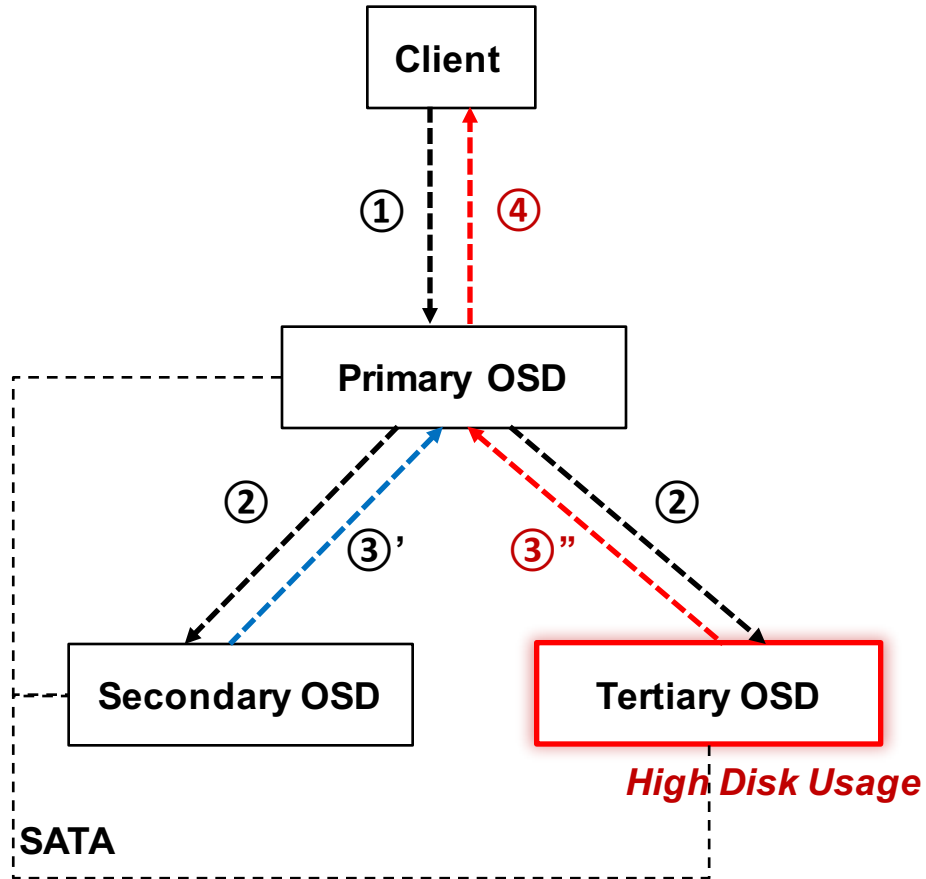 Client
① ④
Primary OSD
② ②
③’ ③”
Secondary OSD Tertiary OSD
High Disk Usage
SATA